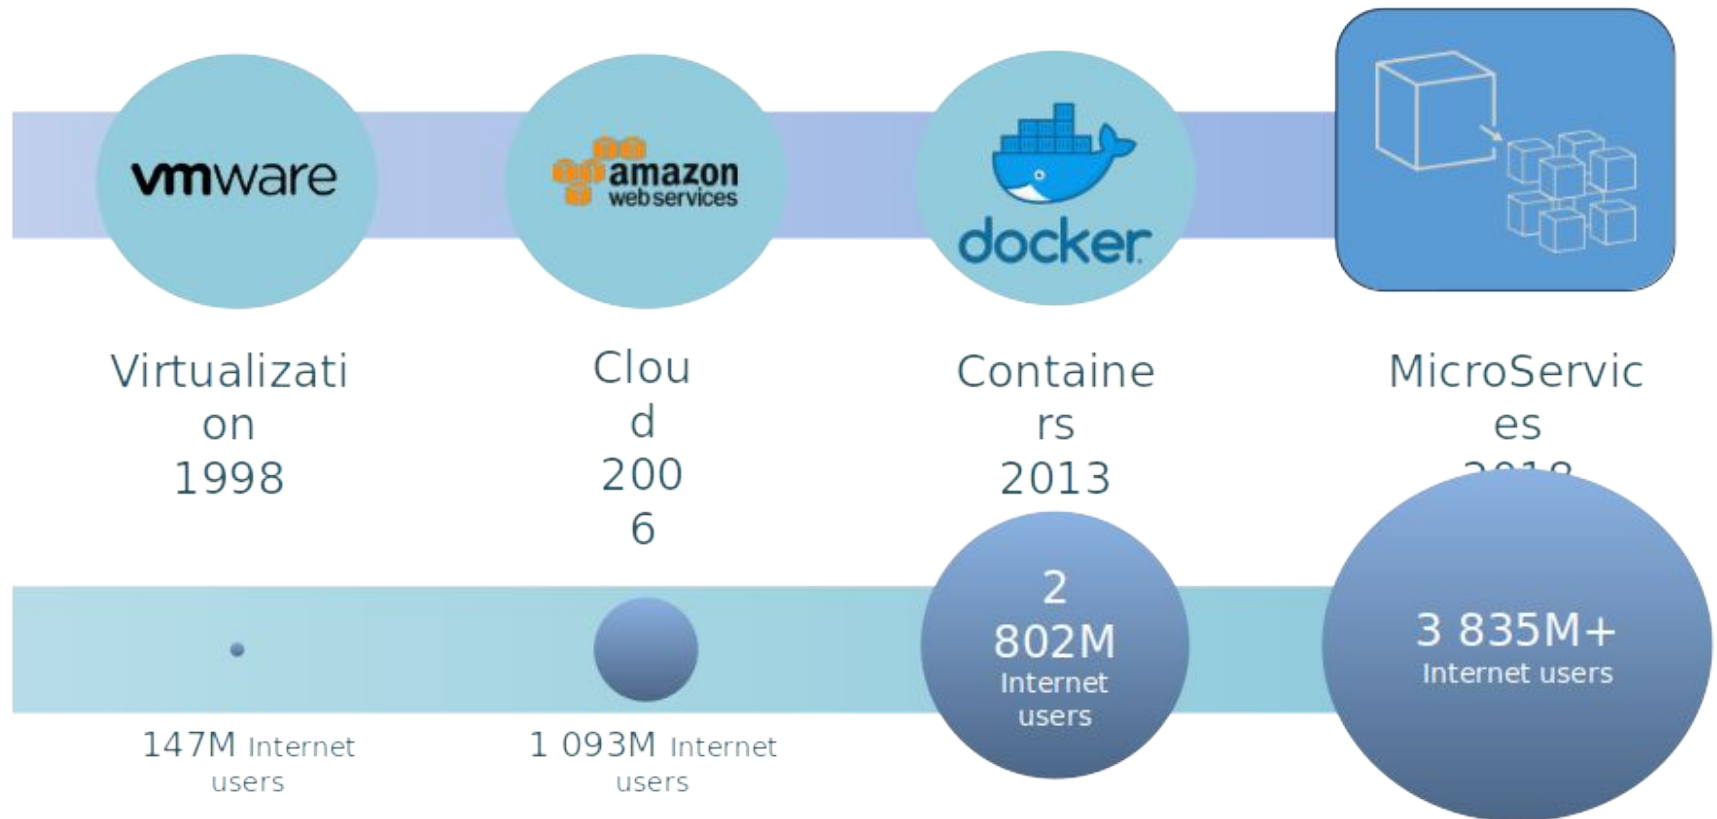 vmware
amazon
web services
docker
Virtualizati
on
1998
Clou
d
200
6
Containe
rs
2013
MicroServic
es
2018
147M Internet
users
1 093M Internet
users
2
802M
Internet
users
3 835M+
Internet users